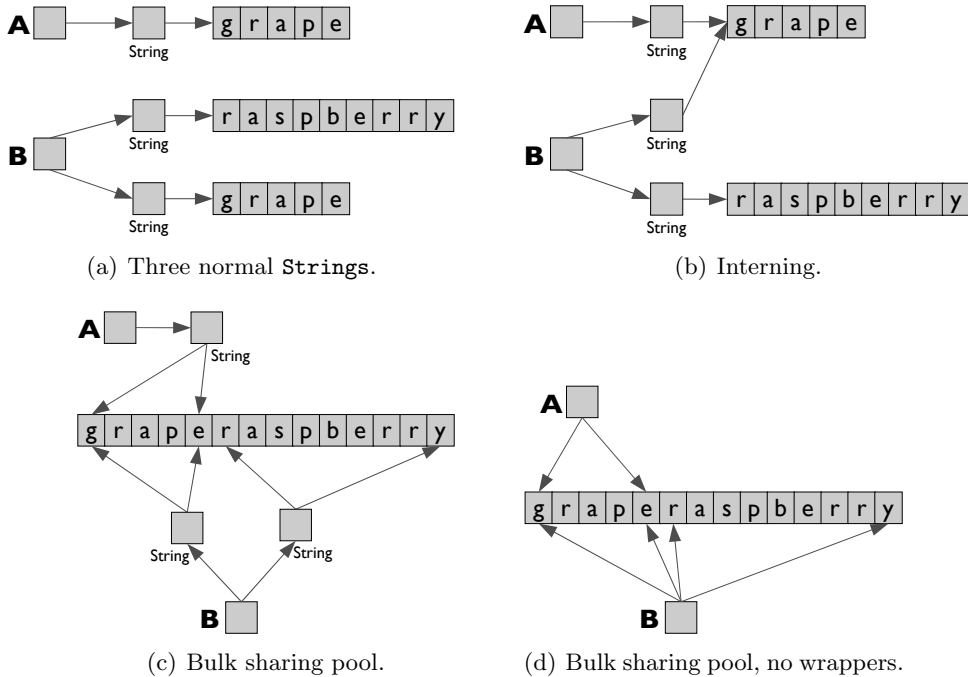 A g r a p e
String
r a s p b e r r y
String
B
g r a p e
String
(a) Three normal Strings.
A g r a p e
String
String
B
r a s p b e r r y
String
(b) Interning.
A
String
g r a p e r a s p b e r r y
String String
B
(c) Bulk sharing pool.
A
g r a p e r a s p b e r r y
B
(d) Bulk sharing pool, no wrappers.